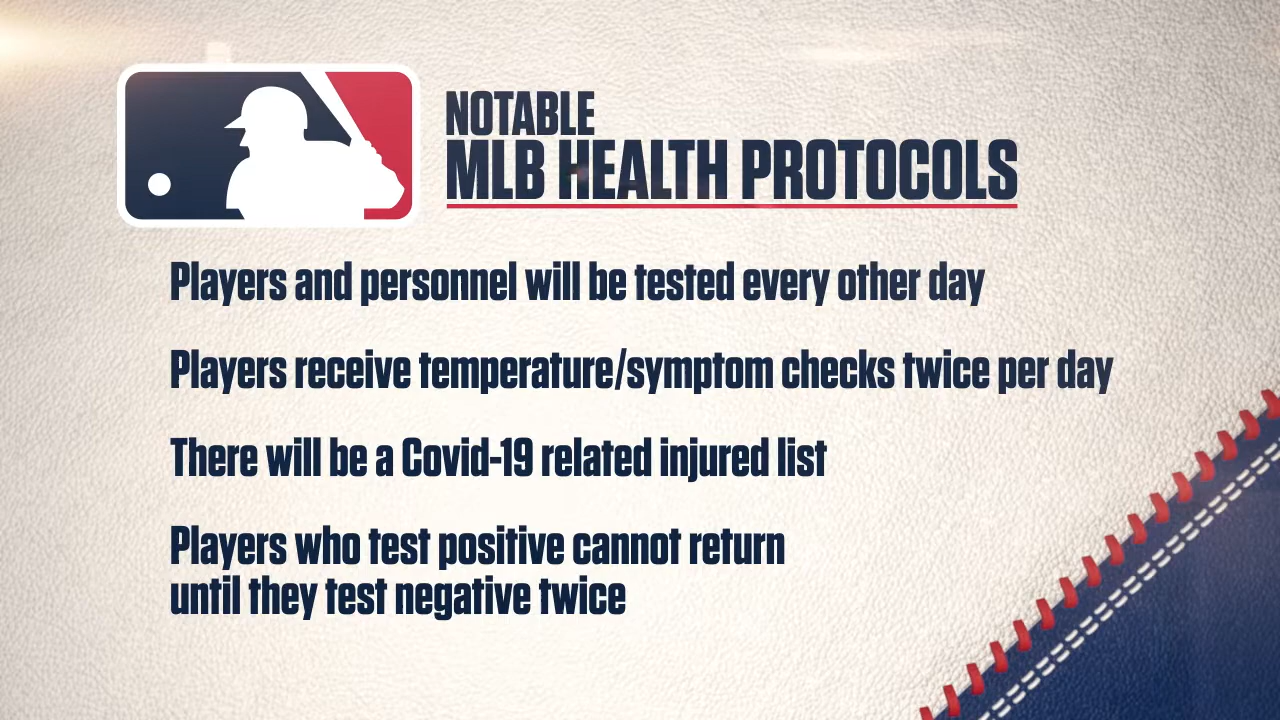 NOTABLE
MLB HEALTH PROTOCOLS
Players and personnel will be tested every other day
Players receive temperature/symptom checks twice per day
There will be a Covid-19 related injured list
Players who test positive cannot return
until they test negative twice